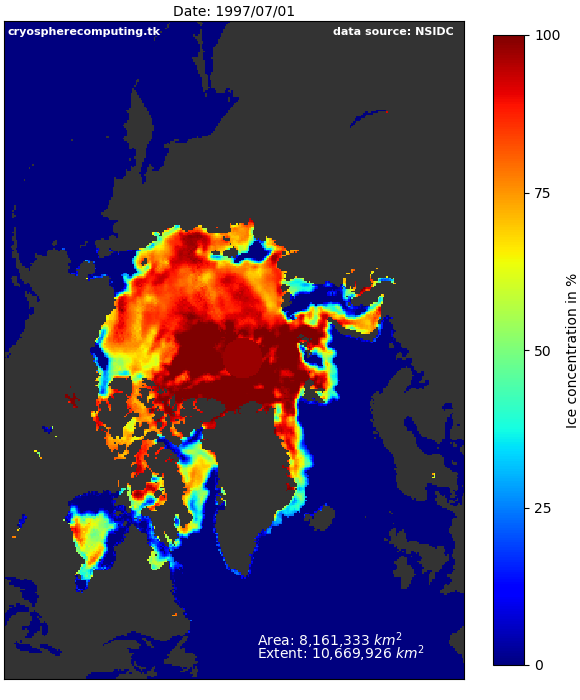 Date: 1997/07/01
cryospherecomputing.tk
data source: NSIDC
100
75
50
25
0
Ice concentration in %
Area: 8,161,333 km²
Extent: 10,669,926 km²